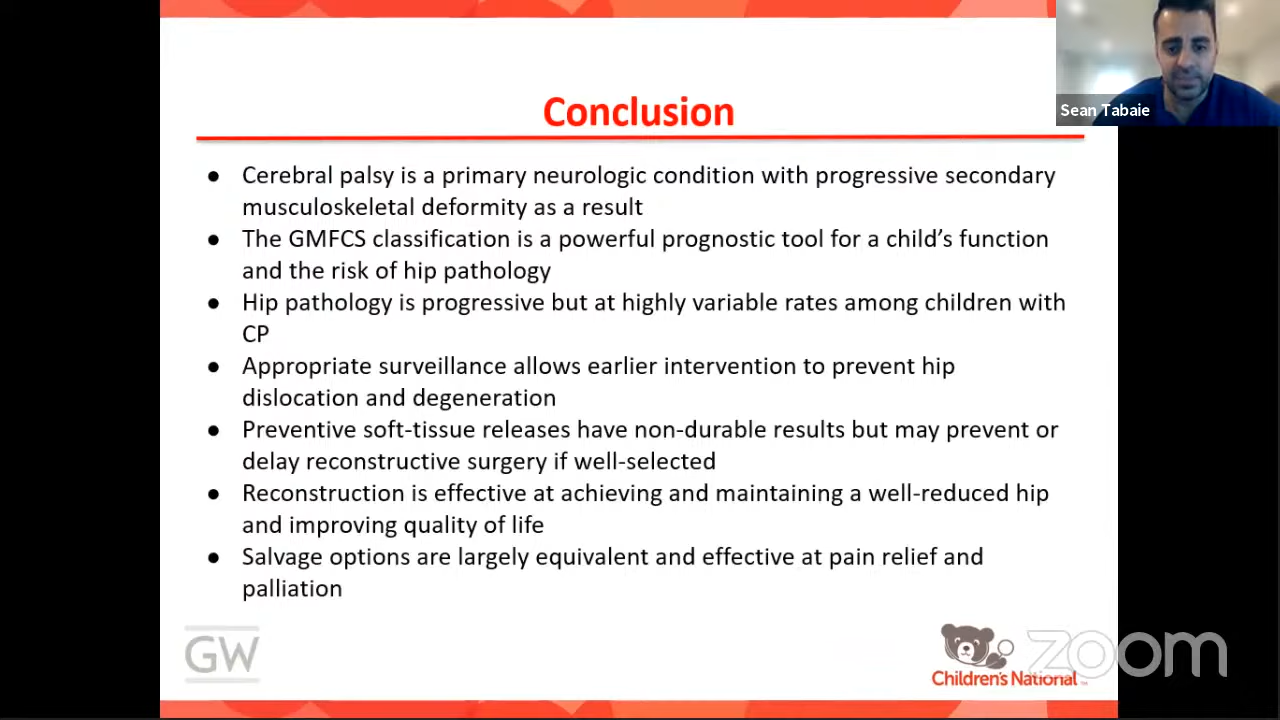 Sean Tabaie
Conclusion
● Cerebral palsy is a primary neurologic condition with progressive secondary
musculoskeletal deformity as a result
● The GMFCS classification is a powerful prognostic tool for a child’s function
and the risk of hip pathology
● Hip pathology is progressive but at highly variable rates among children with
CP
● Appropriate surveillance allows earlier intervention to prevent hip
dislocation and degeneration
● Preventive soft-tissue releases have non-durable results but may prevent or
delay reconstructive surgery if well-selected
● Reconstruction is effective at achieving and maintaining a well-reduced hip
and improving quality of life
● Salvage options are largely equivalent and effective at pain relief and
palliation
GW
Children's National
zoom